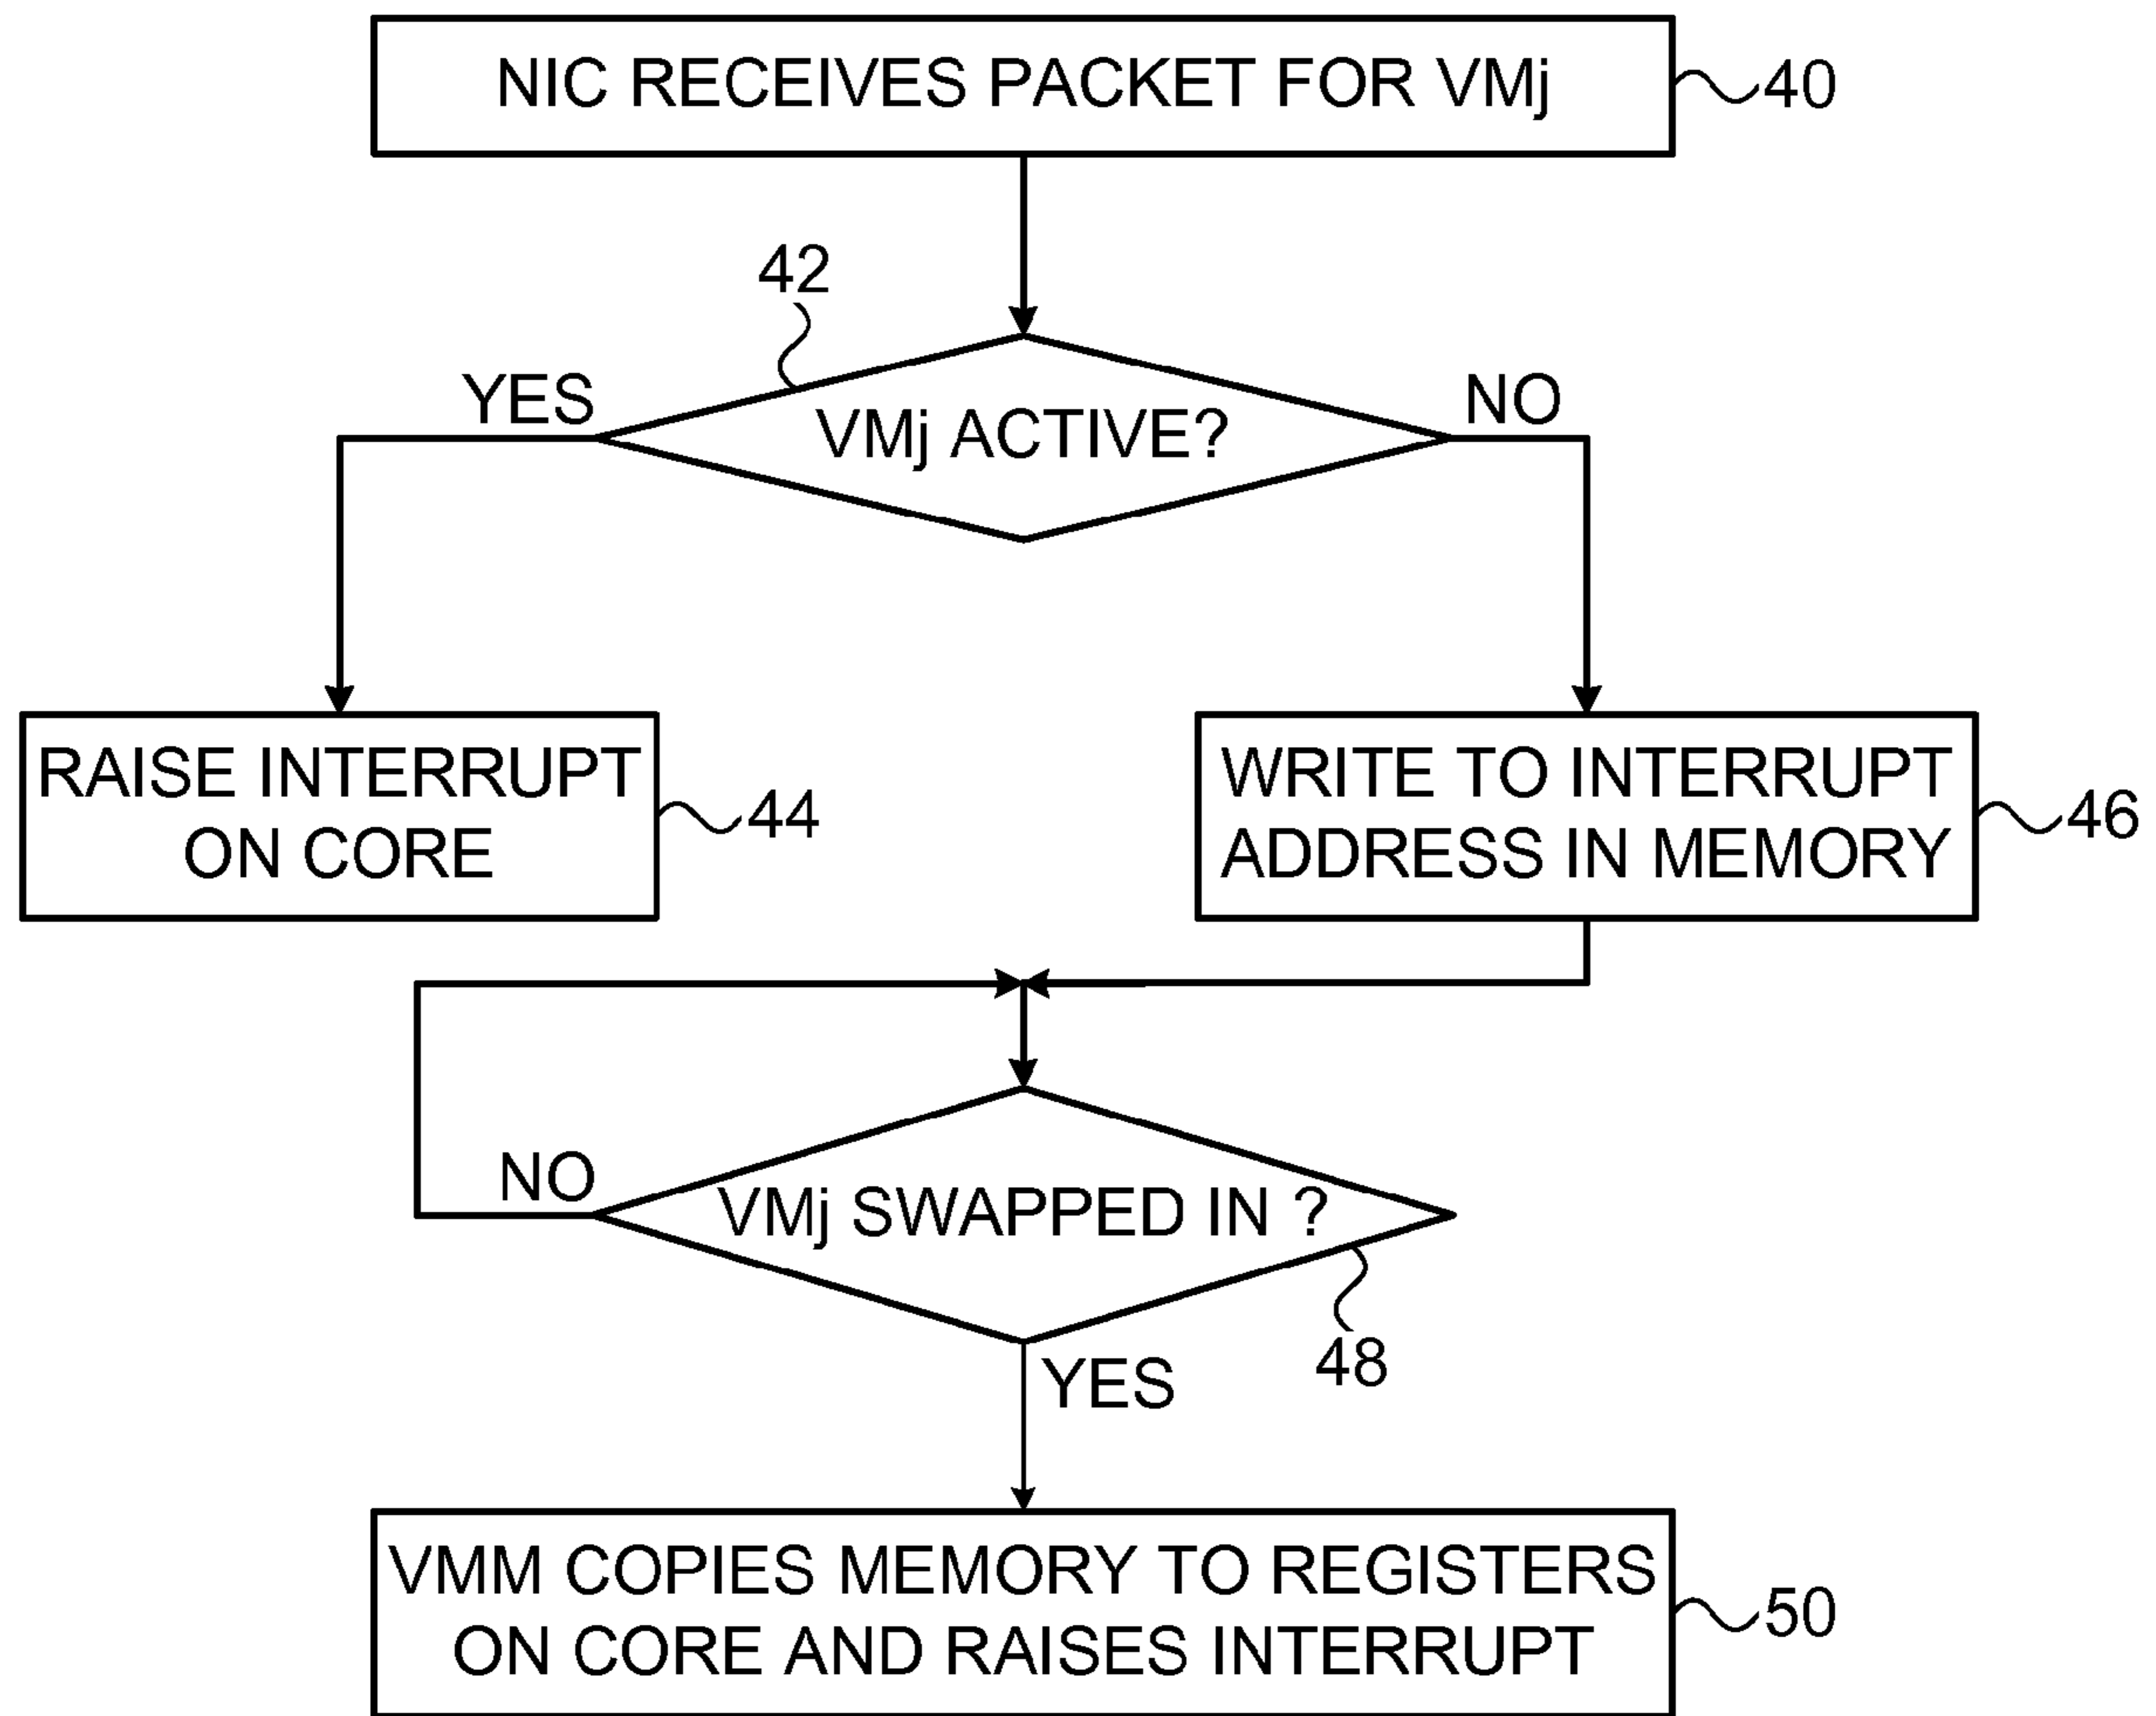 NIC RECEIVES PACKET FOR VMj
40
42
YES
NO
VMj ACTIVE?
RAISE INTERRUPT
ON CORE
44
WRITE TO INTERRUPT
ADDRESS IN MEMORY
46
NO
VMj SWAPPED IN ?
48
YES
VMM COPIES MEMORY TO REGISTERS
ON CORE AND RAISES INTERRUPT
50